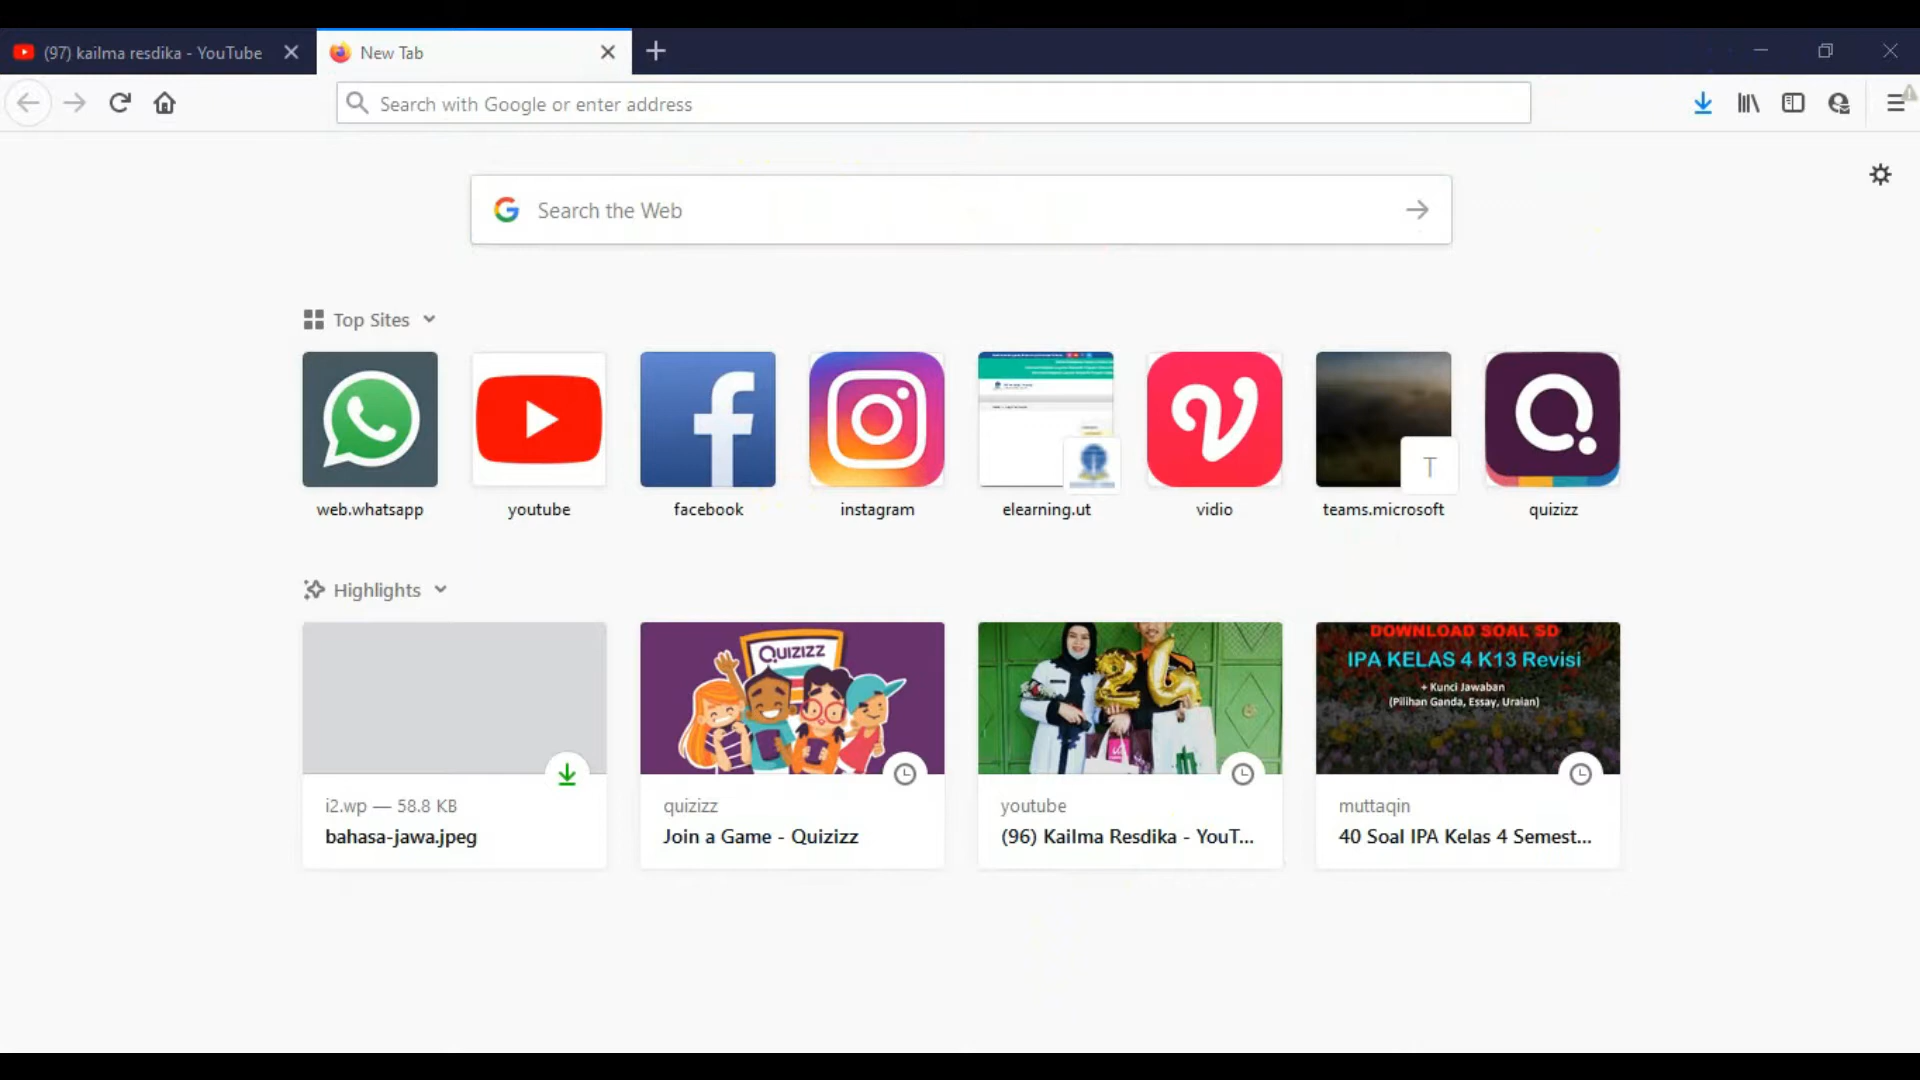 (97) kailma resdika - YouTube
New Tab
Search with Google or enter address
Search the Web
Top Sites
T
web.whatsapp
youtube
facebook
instagram
elearning.ut
vidio
teams.microsoft
quizizz
Highlights
QUIZIZZ
26
DOWNLOAD SOAL SD
IPA KELAS 4 K13 Revisi
+ Kunci Jawaban
(Pilihan Ganda, Essay, Uraian)
i2.wp — 58.8 KB
bahasa-jawa.jpeg
quizizz
Join a Game - Quizizz
youtube
(96) Kailma Resdika - YouT...
muttaqin
40 Soal IPA Kelas 4 Semest...